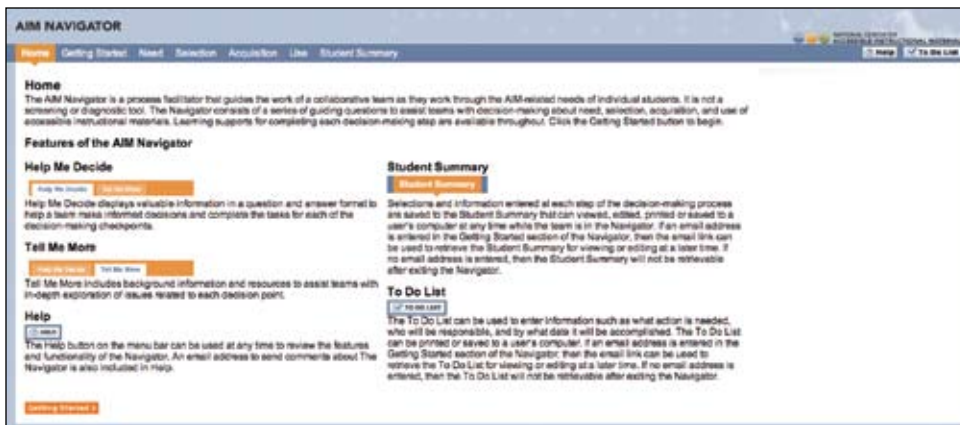 AIM NAVIGATOR
NATIONAL CENTER ON
ACCESSIBLE INSTRUCTIONAL MATERIALS
Home Getting Started Need Selection Acquisition Use Student Summary
Help To Do List
Home
The AIM Navigator is a process facilitator that guides the work of a collaborative team as they work through the AIM-related needs of individual students. It is not a
screening or diagnostic tool. The Navigator consists of a series of guiding questions to assist teams with decision-making about need, selection, acquisition, and use of
accessible instructional materials. Learning supports for completing each decision-making step are available throughout. Click the Getting Started button to begin.
Features of the AIM Navigator
Help Me Decide
Help Me Decide Tell Me More
Help Me Decide displays valuable information in a question and answer format to
help a team make informed decisions and complete the tasks for each of the
decision-making checkpoints.
Tell Me More
Help Me Decide Tell Me More
Tell Me More includes background information and resources to assist teams with
in-depth exploration of issues related to each decision point.
Help
HELP
The Help button on the menu bar can be used at any time to review the features
and functionality of the Navigator. An email address to send comments about The
Navigator is also included in Help.
Getting Started >
Student Summary
Student Summary
Selections and information entered at each step of the decision-making process
are saved to the Student Summary that can viewed, edited, printed or saved to a
user's computer at any time while the team is in the Navigator. If an email address
is entered in the Getting Started section of the Navigator, then the email link can
be used to retrieve the Student Summary for viewing or editing at a later time. If
no email address is entered, then the Student Summary will not be retrievable
after exiting the Navigator.
To Do List
TO DO LIST
The To Do List can be used to enter information such as what action is needed,
who will be responsible, and by what date it will be accomplished. The To Do List
can be printed or saved to a user's computer. If an email address is entered in the
Getting Started section of the Navigator, then the email link can be used to
retrieve the To Do List for viewing or editing at a later time. If no email address is
entered, then the To Do List will not be retrievable after exiting the Navigator.